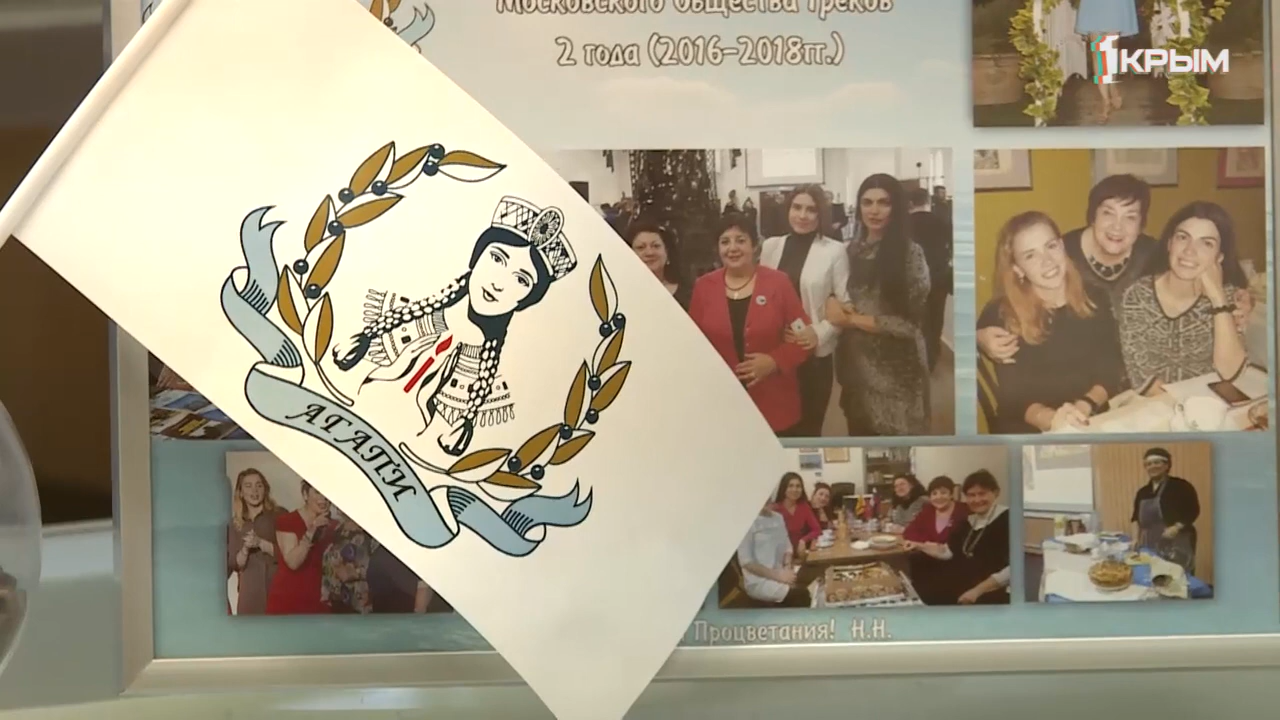 Московского общества греков
2 года (2016-2018гг.)
1КРЫМ
АГАПИ
Процветания! Н.Н.